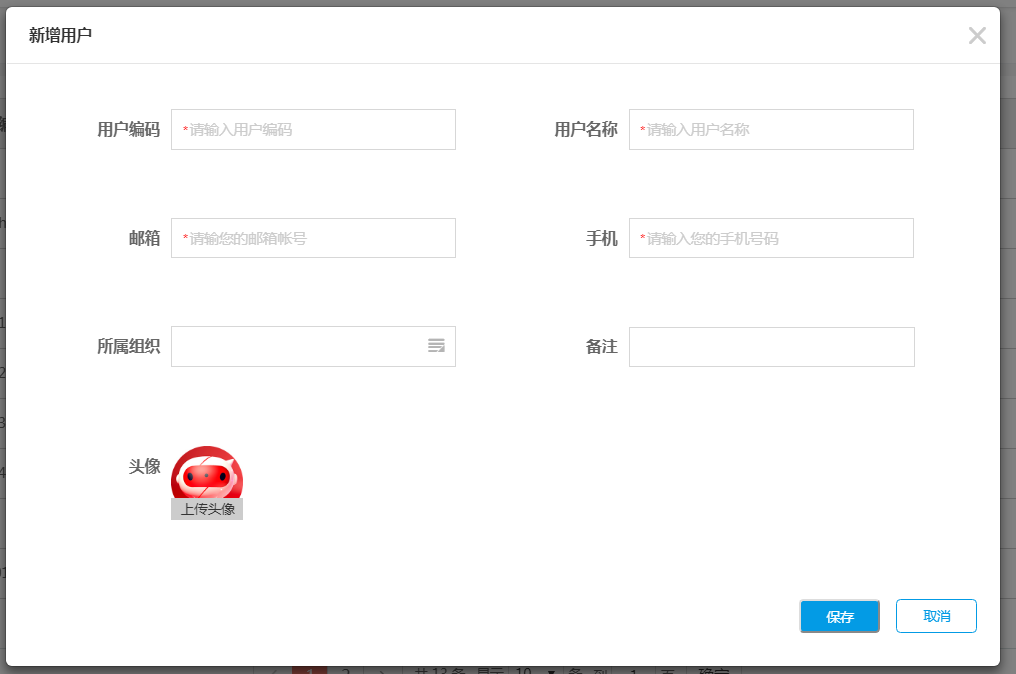 新增用户
用户编码 *请输入用户编码
用户名称 *请输入用户名称
邮箱 *请输您的邮箱帐号
手机 *请输入您的手机号码
所属组织
备注
头像
上传头像
保存 取消